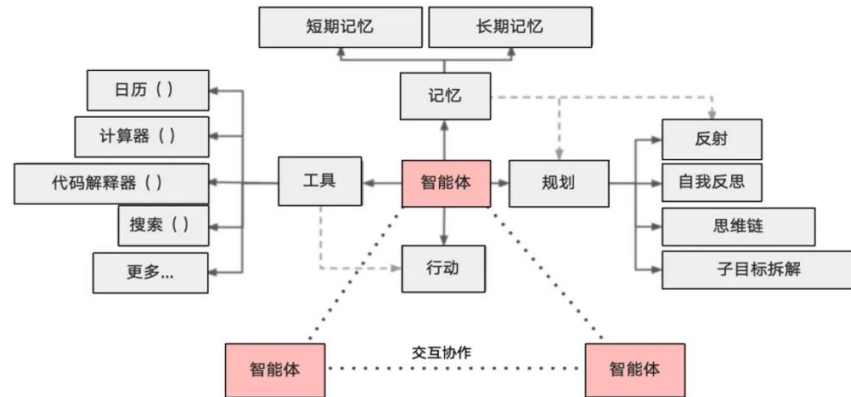 短期记忆
长期记忆
记忆
日历（）
计算器（）
代码解释器（）
搜索（）
更多...
工具
智能体
规划
行动
反射
自我反思
思维链
子目标拆解
交互协作
智能体
智能体